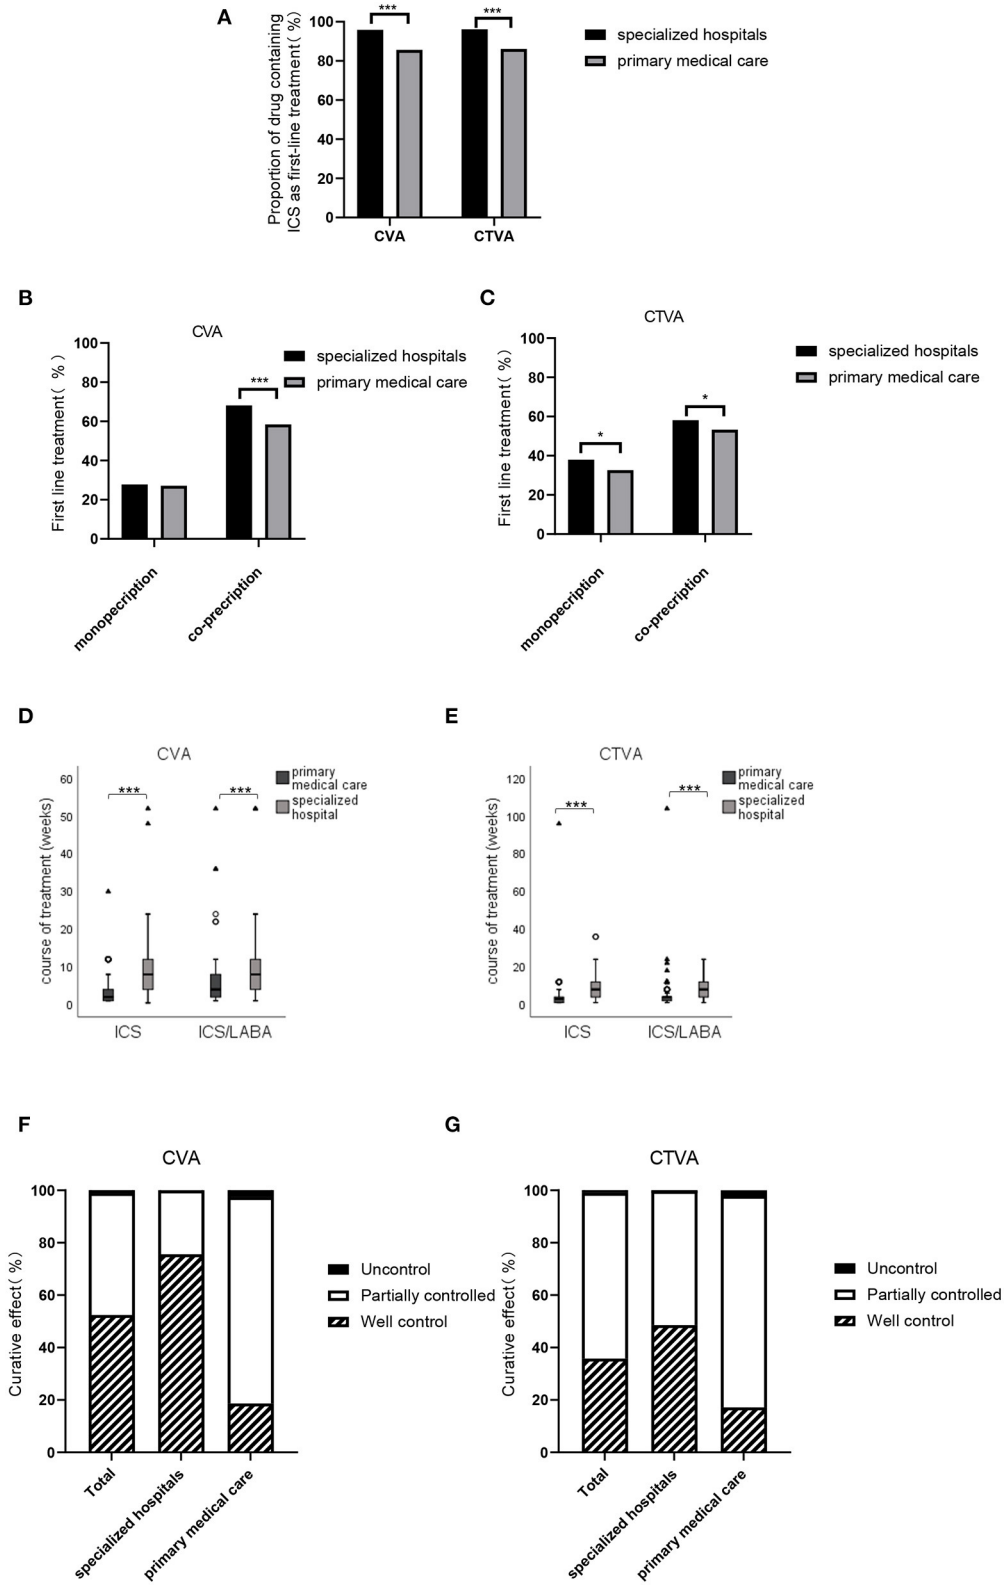 A
Proportion of drug containing
ICS as first-line treatment( %)
100
80
60
40
20
0
***
***
CVA
CTVA
specialized hospitals
primary medical care
B
CVA
First line treatment( %)
100
80
60
40
20
0
***
specialized hospitals
primary medical care
monopecription
co-precription
C
CTVA
First line treatment( %)
100
80
60
40
20
0
*
*
specialized hospitals
primary medical care
monopecription
co-precription
D
CVA
course of treatment (weeks)
60
50
40
30
20
10
0
***
***
primary
medical care
specialized
hospital
ICS
ICS/LABA
E
CTVA
course of treatment (weeks)
120
100
80
60
40
20
0
***
***
primary
medical care
specialized
hospital
ICS
ICS/LABA
F
CVA
Curative effect( %)
100
80
60
40
20
0
Uncontrol
Partially controlled
Well control
Total
specialized hospitals
primary medical care
G
CTVA
Curative effect( %)
100
80
60
40
20
0
Uncontrol
Partially controlled
Well control
Total
specialized hospitals
primary medical care